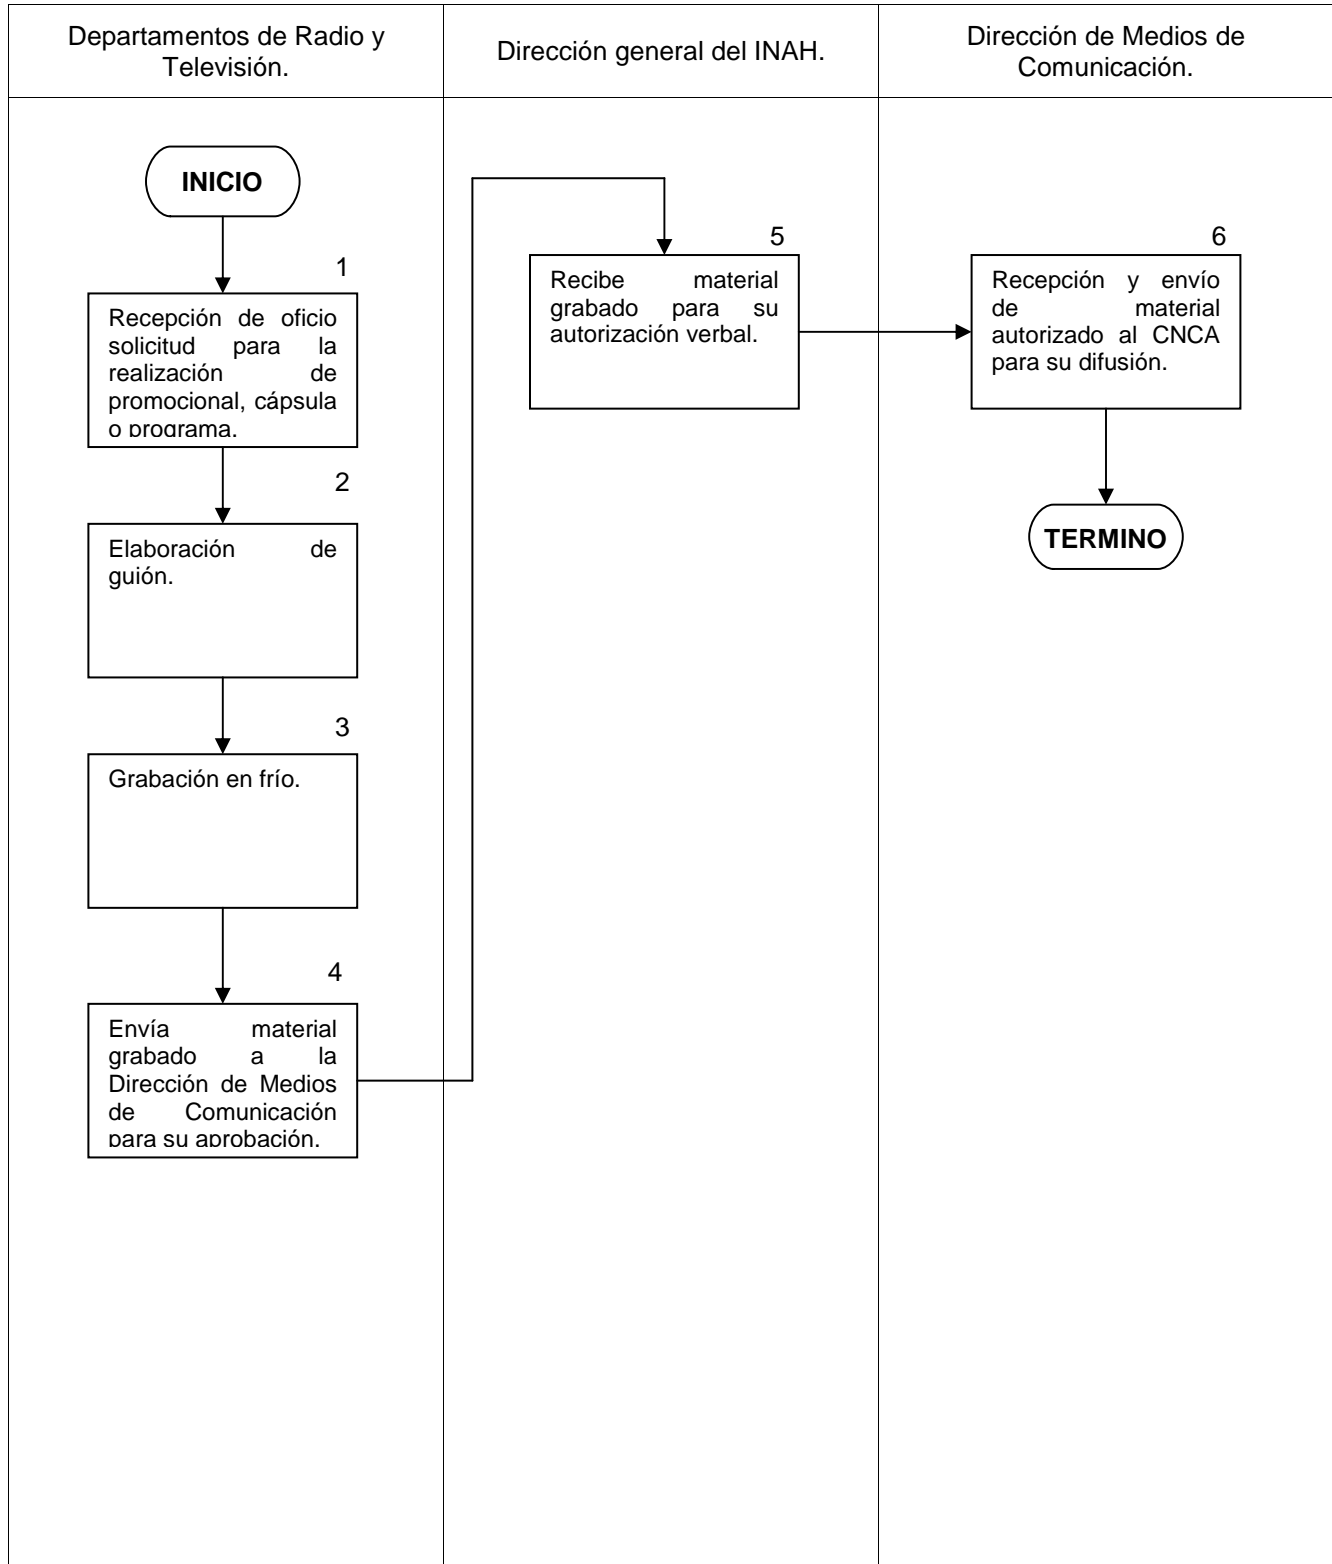 Departamentos de Radio y
Televisión.
Dirección general del INAH.
Dirección de Medios de
Comunicación.
INICIO
1
Recepción de oficio
solicitud para la
realización de
promocional, cápsula
o programa.
2
Elaboración de
guión.
3
Grabación en frío.
4
Envía material
grabado a la
Dirección de Medios
de Comunicación
para su aprobación.
5
Recibe material
grabado para su
autorización verbal.
6
Recepción y envío
de material
autorizado al CNCA
para su difusión.
TERMINO